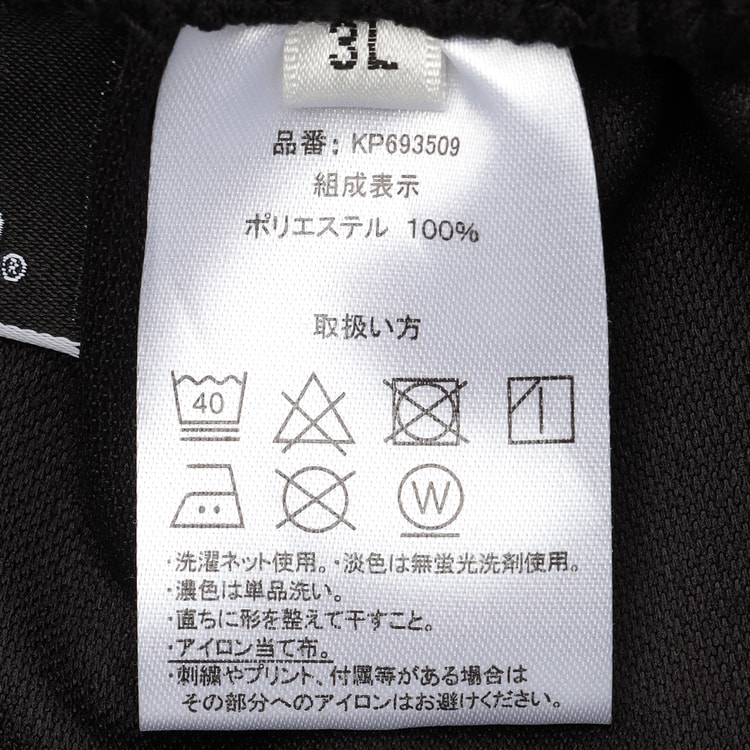 3L
品番: KP693509
組成表示
ポリエステル 100%
®
取扱い方
40
W
・洗濯ネット使用。・淡色は無蛍光洗剤使用。
・濃色は単品洗い。
・直ちに形を整えて干すこと。
・アイロン当て布。
・刺繍やプリント、付属等がある場合は
その部分へのアイロンはお避けください。